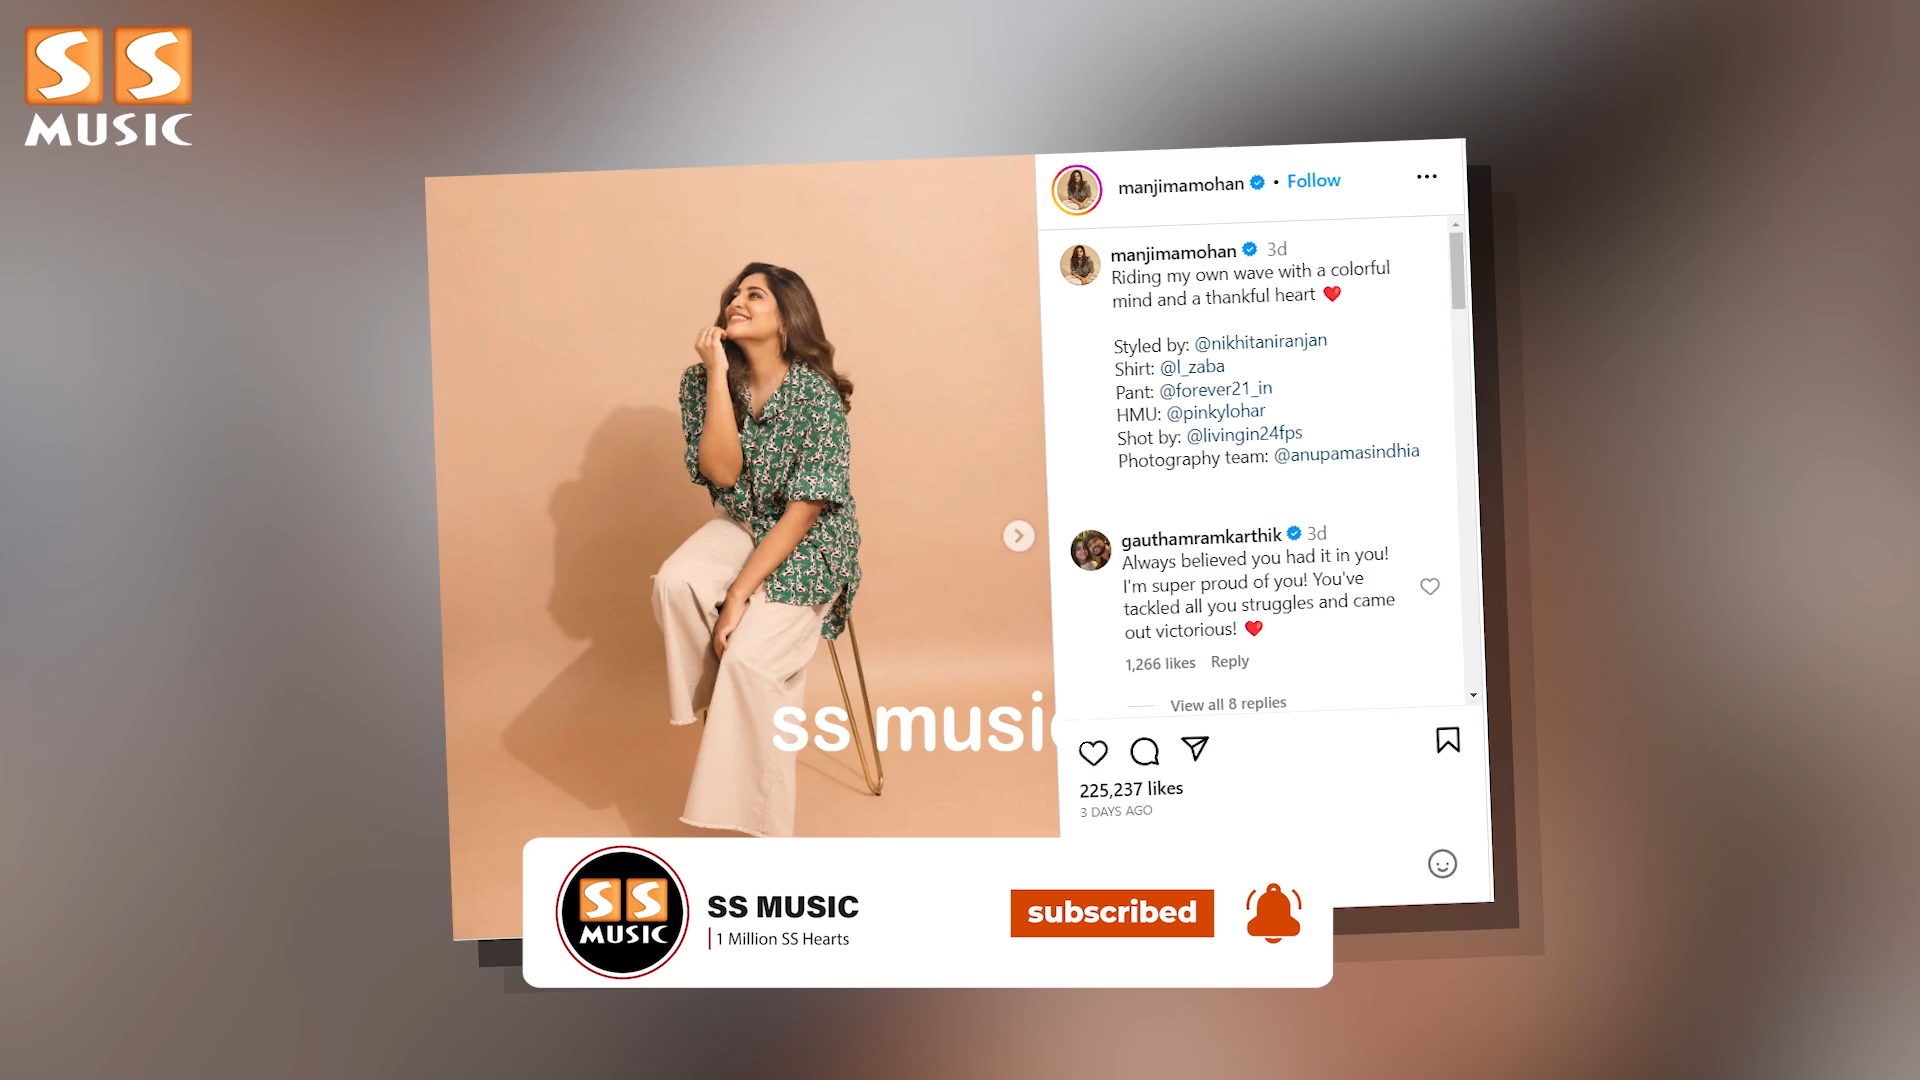 SS
MUSIC
manjimamohan • Follow
manjimamohan 3d
Riding my own wave with a colorful
mind and a thankful heart ❤️
Styled by: @nikhitaniranjan
Shirt: @l_zaba
Pant: @forever21_in
HMU: @pinkylohar
Shot by: @livingin24fps
Photography team: @anupamasindhia
gauthamramkarthik 3d
Always believed you had it in you!
I'm super proud of you! You've
tackled all you struggles and came
out victorious! ❤️
1,266 likes Reply
View all 8 replies
ss music
225,237 likes
3 DAYS AGO
SS
MUSIC
SS MUSIC
1 Million SS Hearts
subscribed